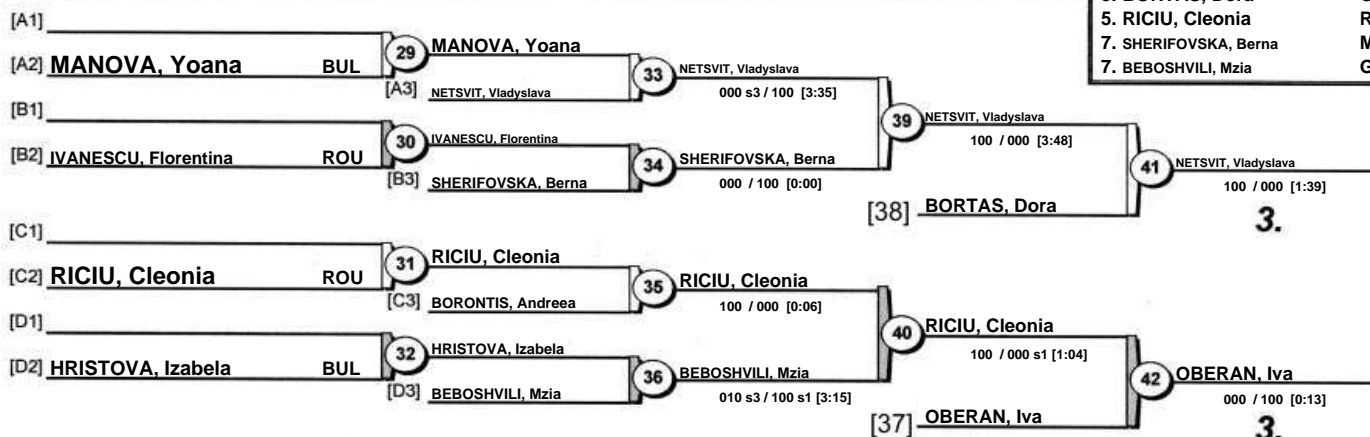 5. RICIU, Cleonia
7. SHERIFOVSKA, Berna
7. BEBOSHVILI, Mzia G
[A1]
[A2] MANOVA, Yoana BUL
29 MANOVA, Yoana
[A3] NETSVIT, Vladyslava
33 NETSVIT, Vladyslava
000 s3 / 100 [3:35]
[B1]
[B2] IVANESCU, Florentina ROU
30 IVANESCU, Florentina
[B3] SHERIFOVSKA, Berna
34 SHERIFOVSKA, Berna
000 / 100 [0:00]
39 NETSVIT, Vladyslava
100 / 000 [3:48]
[38] BORTAS, Dora
41 NETSVIT, Vladyslava
100 / 000 [1:39]
3.
[C1]
[C2] RICIU, Cleonia ROU
31 RICIU, Cleonia
[C3] BORONTIS, Andreea
35 RICIU, Cleonia
100 / 000 [0:06]
[D1]
[D2] HRISTOVA, Izabela BUL
32 HRISTOVA, Izabela
[D3] BEBOSHVILI, Mzia
36 BEBOSHVILI, Mzia
010 s3 / 100 s1 [3:15]
40 RICIU, Cleonia
100 / 000 s1 [1:04]
[37] OBERAN, Iva
42 OBERAN, Iva
000 / 100 [0:13]
3.